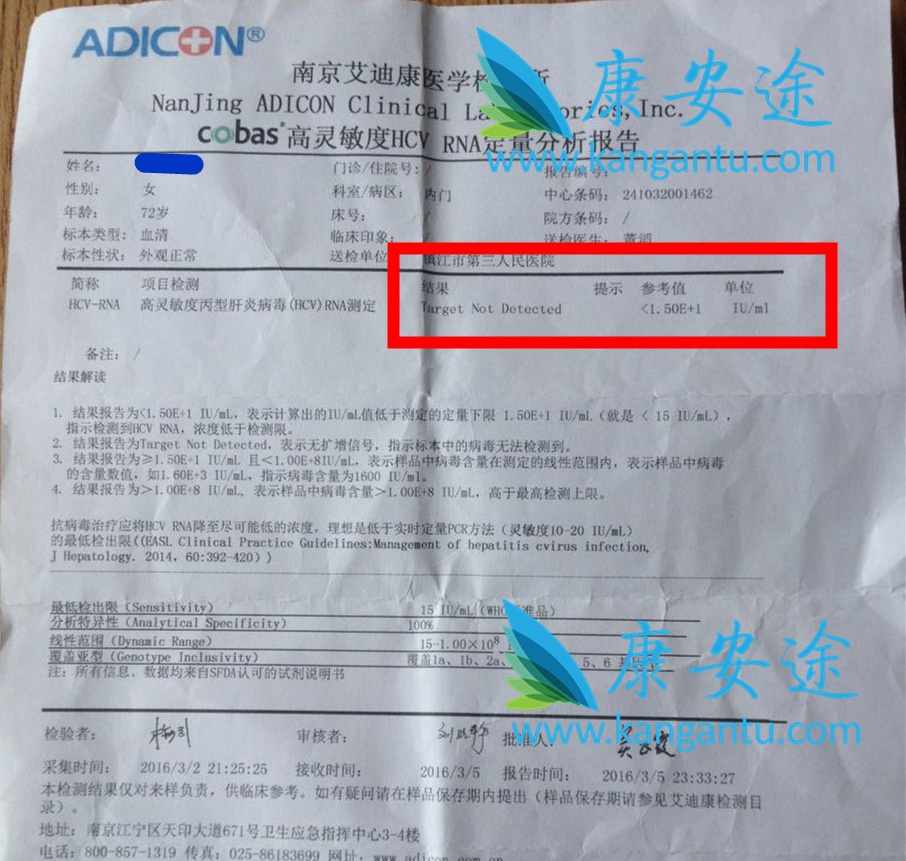 ADICON®
康安途
www.kangantu.com
南京艾迪康医学检 所
NanJing ADICON Clinical La ories,Inc.
cobas® 高灵敏度HCV RNA定量分析报告
姓名： 门诊/住院号：/ 报告编号：
性别： 女 科室/病区： 内门 中心条码： 241032001462
年龄： 72岁 床号： / 院方条码： /
标本类型： 血清 临床印象： / 送检医生： 董滔
标本性状： 外观正常 送检单位： 镇江市第三人民医院
简称 项目检测 结果 提示 参考值 单位
HCV-RNA 高灵敏度丙型肝炎病毒(HCV)RNA测定 Target Not Detected <1.50E+1 IU/ml
备注： /
结果解读
1. 结果报告为<1.50E+1 IU/mL，表示计算出的IU/mL值低于测定的定量下限 1.50E+1 IU/mL（就是 < 15 IU/mL），
指示检测到HCV RNA，浓度低于检测限。
2. 结果报告为Target Not Detected，表示无扩增信号，指示标本中的病毒无法检测到。
3. 结果报告为≥1.50E+1 IU/mL 且<1.00E+8IU/mL，表示样品中病毒含量在测定的线性范围内，表示样品中病毒
的含量数值，如1.60E+3 IU/mL，指示病毒含量为1600 IU/ml。
4. 结果报告为＞1.00E+8 IU/mL，表示样品中病毒含量＞1.00E+8 IU/mL，高于最高检测上限。
抗病毒治疗应将HCV RNA降至尽可能低的浓度，理想是低于实时定量PCR方法（灵敏度10-20 IU/mL）
的最低检出限((EASL Clinical Practice Guidelines:Management of hepatitis cvirus infection,
J Hepatology. 2014, 60:392-420))
最低检出限（Sensitivity） 15 IU/mL（WHO 准品）
分析特异性（Analytical Specificity） 100%
线性范围（Dynamic Range） 15-1.00×10⁸
覆盖亚型（Genotype Inclusivity） 覆盖1a、1b、2a、 5、6
注：所有信息、数据均来自SFDA认可的试剂说明书
康安途
www.kangantu.com
检验者： 审核者： 批准人：
采集时间： 2016/3/2 21:25:25 接收时间： 2016/3/5 报告时间： 2016/3/5 23:33:27
本检测结果仅对来样负责，供临床参考。如有疑问请在样品保存期内提出（样品保存期请参见艾迪康检测目
录）。
地址：南京江宁区天印大道671号卫生应急指挥中心3-4楼
电话：800-857-1319 传真：025-86183699 网址：www.adicon.com.cn